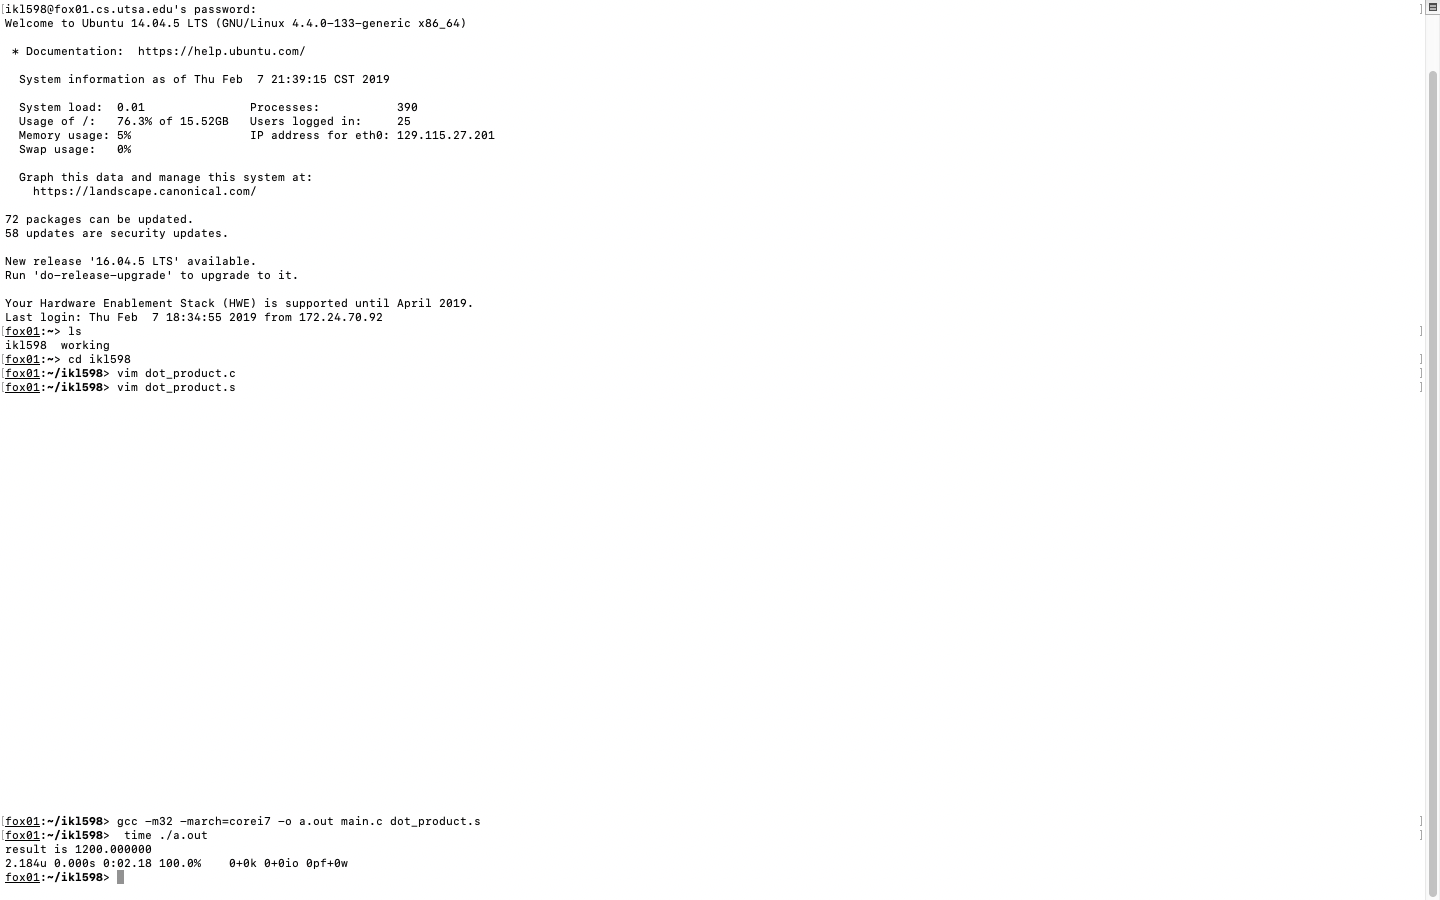 [ikl598@fox01.cs.utsa.edu's password: ]
Welcome to Ubuntu 14.04.5 LTS (GNU/Linux 4.4.0-133-generic x86_64)
* Documentation:  https://help.ubuntu.com/
System information as of Thu Feb  7 21:39:15 CST 2019
System load:  0.01               Processes:           390
Usage of /:   76.3% of 15.52GB   Users logged in:     25
Memory usage: 5%                 IP address for eth0: 129.115.27.201
Swap usage:   0%
Graph this data and manage this system at:
https://landscape.canonical.com/
72 packages can be updated.
58 updates are security updates.
New release '16.04.5 LTS' available.
Run 'do-release-upgrade' to upgrade to it.
Your Hardware Enablement Stack (HWE) is supported until April 2019.
Last login: Thu Feb  7 18:34:55 2019 from 172.24.70.92
[fox01:~> ls ]
ikl598  working
[fox01:~> cd ikl598 ]
[fox01:~/ikl598> vim dot_product.c ]
[fox01:~/ikl598> vim dot_product.s ]
[fox01:~/ikl598> gcc -m32 -march=corei7 -o a.out main.c dot_product.s ]
[fox01:~/ikl598>  time ./a.out ]
result is 1200.000000
2.184u 0.000s 0:02.18 100.0%    0+0k 0+0io 0pf+0w
fox01:~/ikl598>